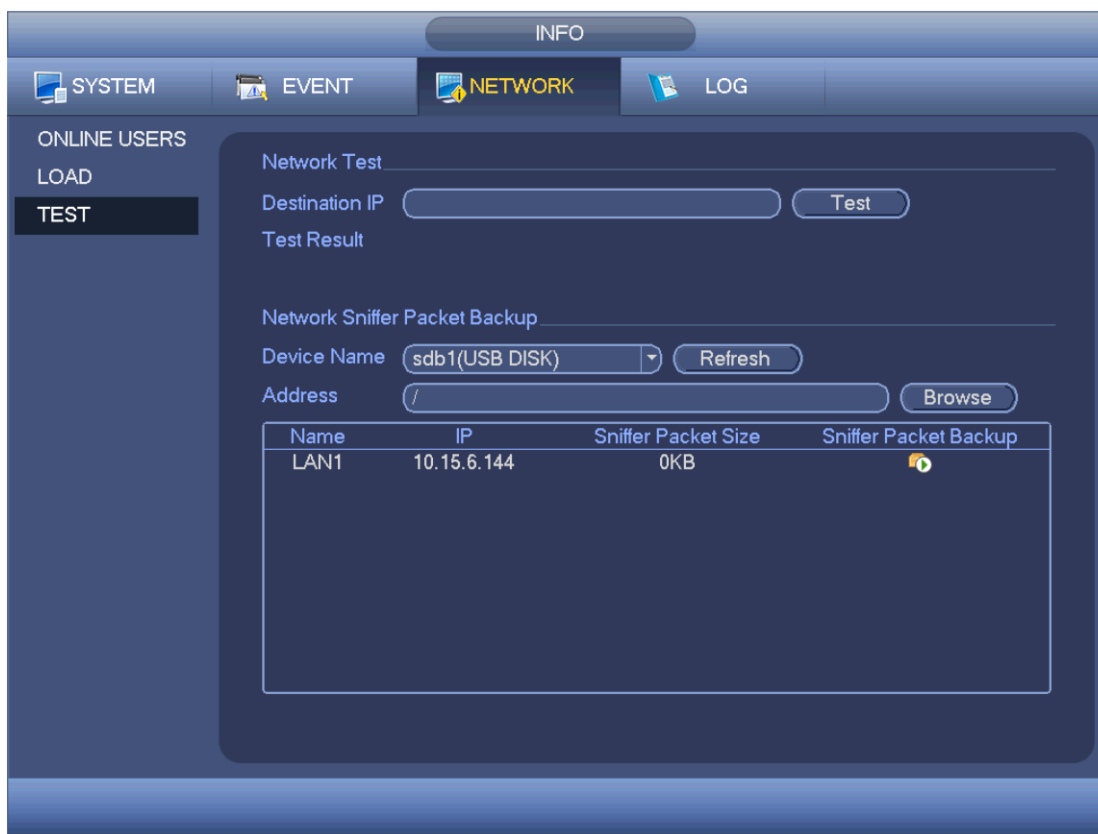 INFO
SYSTEM EVENT NETWORK LOG
ONLINE USERS
LOAD
TEST
Network Test
Destination IP Test
Test Result
Network Sniffer Packet Backup
Device Name sdb1(USB DISK) Refresh
Address / Browse
Name IP Sniffer Packet Size Sniffer Packet Backup
LAN1 10.15.6.144 0KB